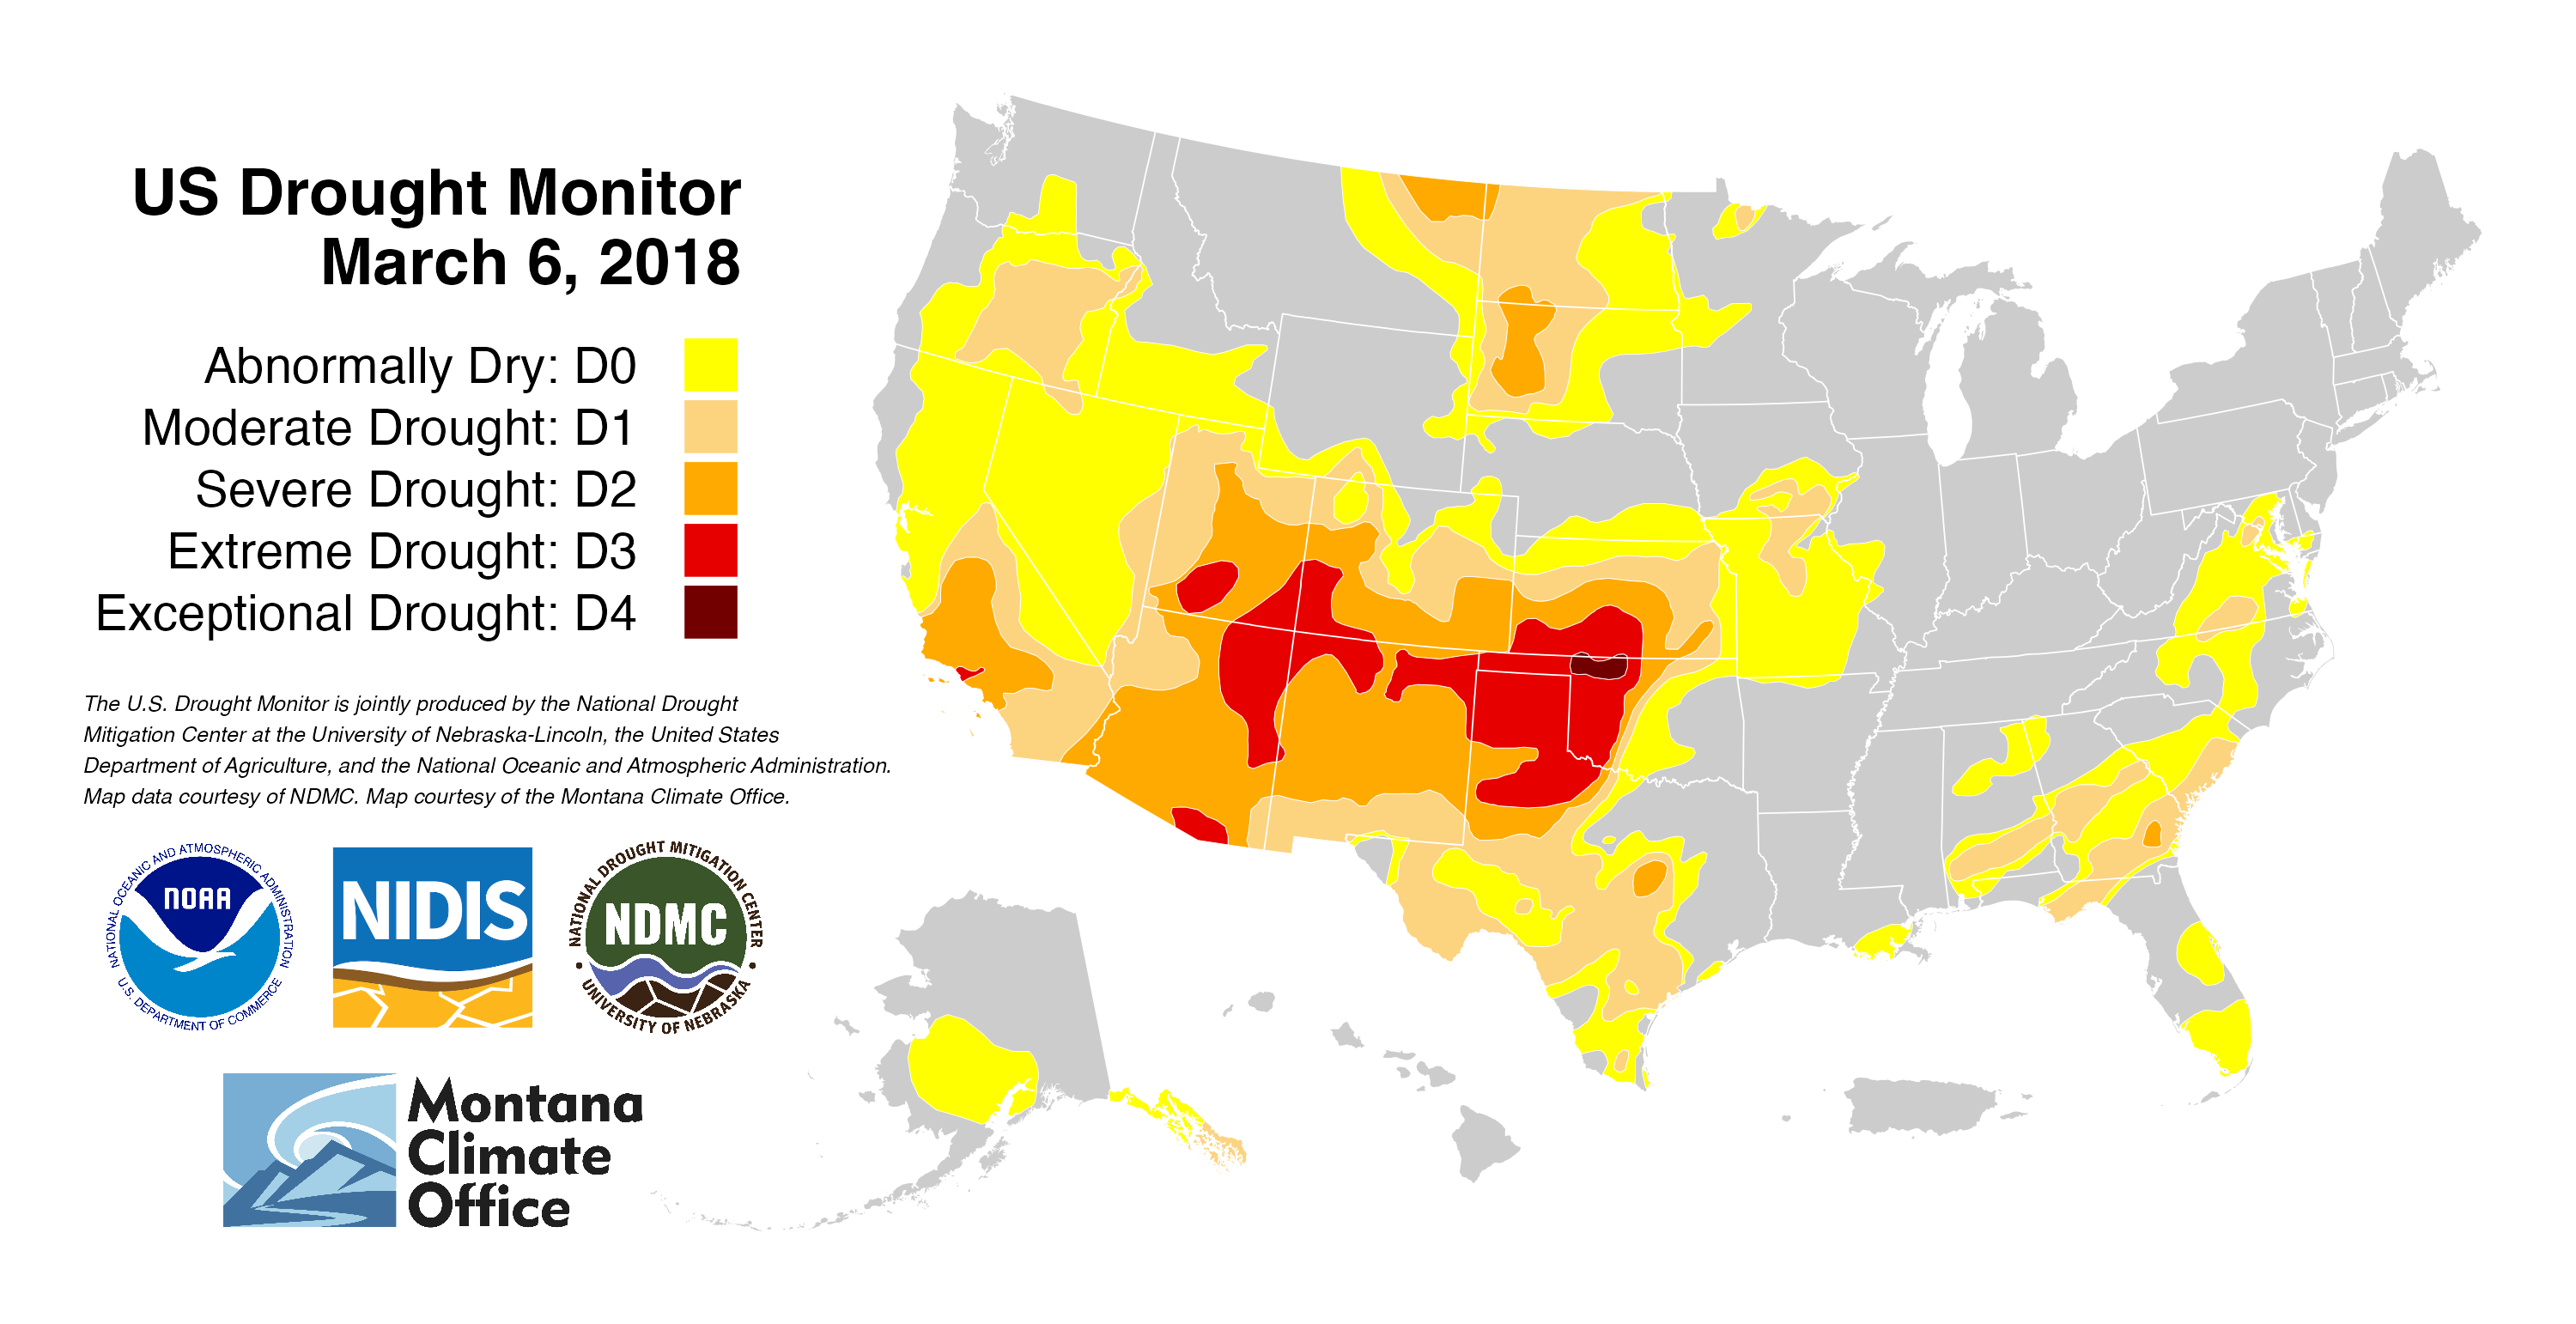 US Drought Monitor
March 6, 2018
Abnormally Dry: D0
Moderate Drought: D1
Severe Drought: D2
Extreme Drought: D3
Exceptional Drought: D4
The U.S. Drought Monitor is jointly produced by the National Drought
Mitigation Center at the University of Nebraska-Lincoln, the United States
Department of Agriculture, and the National Oceanic and Atmospheric Administration.
Map data courtesy of NDMC. Map courtesy of the Montana Climate Office.
NATIONAL OCEANIC AND ATMOSPHERIC ADMINISTRATION
NOAA
U.S. DEPARTMENT OF COMMERCE
NIDIS
NATIONAL DROUGHT MITIGATION CENTER
NDMC
UNIVERSITY OF NEBRASKA
Montana
Climate
Office